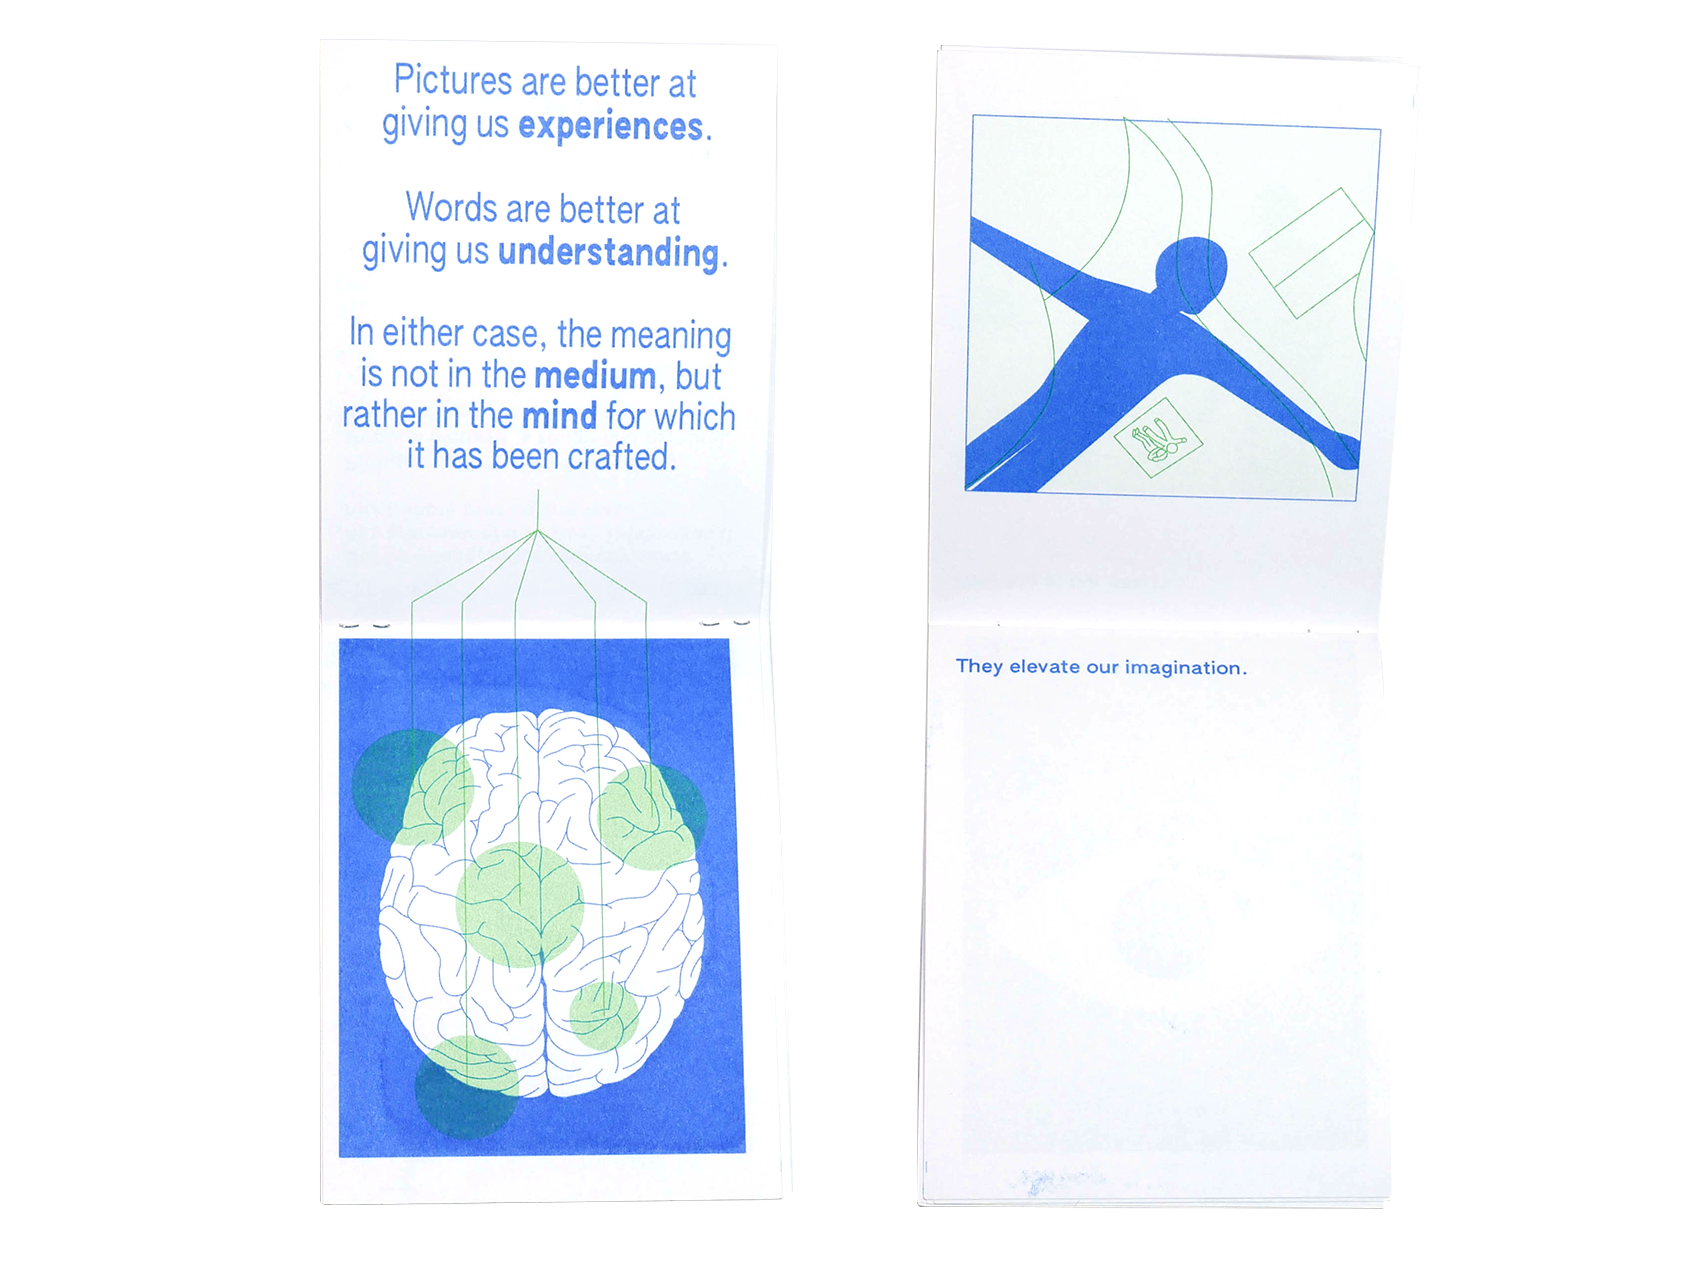 Pictures are better at
giving us experiences.
Words are better at
giving us understanding.
In either case, the meaning
is not in the medium, but
rather in the mind for which
it has been crafted.
They elevate our imagination.